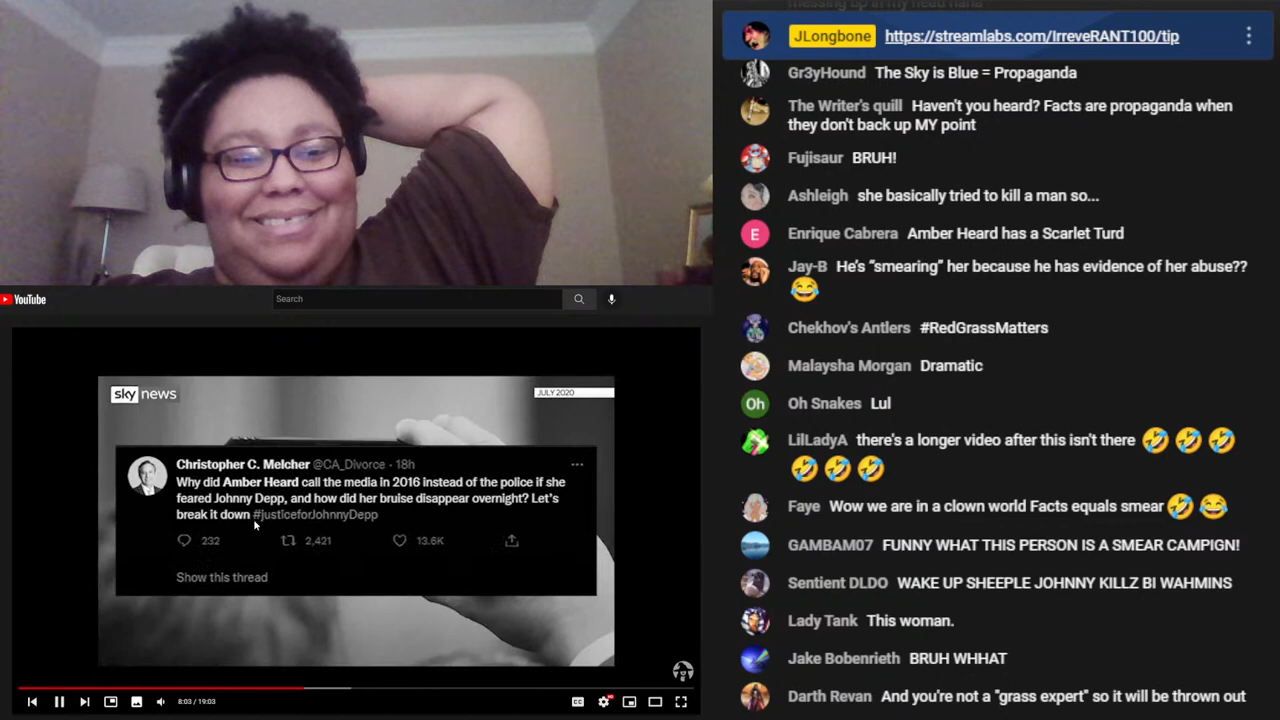 messing up in my head haha
JLongbone https://streamlabs.com/IrreveRANT100/tip
Gr3yHound The Sky is Blue = Propaganda
The Writer's quill Haven't you heard? Facts are propaganda when
they don't back up MY point
Fujisaur BRUH!
Ashleigh she basically tried to kill a man so...
E Enrique Cabrera Amber Heard has a Scarlet Turd
Jay-B He's “smearing” her because he has evidence of her abuse??
Chekhov's Antlers #RedGrassMatters
Malaysha Morgan Dramatic
Oh Oh Snakes Lul
LilLadyA there's a longer video after this isn't there
Faye Wow we are in a clown world Facts equals smear
GAMBAM07 FUNNY WHAT THIS PERSON IS A SMEAR CAMPIGN!
Sentient DLDO WAKE UP SHEEPLE JOHNNY KILLZ BI WAHMINS
Lady Tank This woman.
Jake Bobenrieth BRUH WHHAT
Darth Revan And you're not a "grass expert" so it will be thrown out
YouTube
Search
sky news
JULY 2020
Christopher C. Melcher @CA_Divorce · 18h
Why did Amber Heard call the media in 2016 instead of the police if she
feared Johnny Depp, and how did her bruise disappear overnight? Let's
break it down #justiceforJohnnyDepp
232 2,421 13.6K
Show this thread
8:03 / 19:03
CC
HD